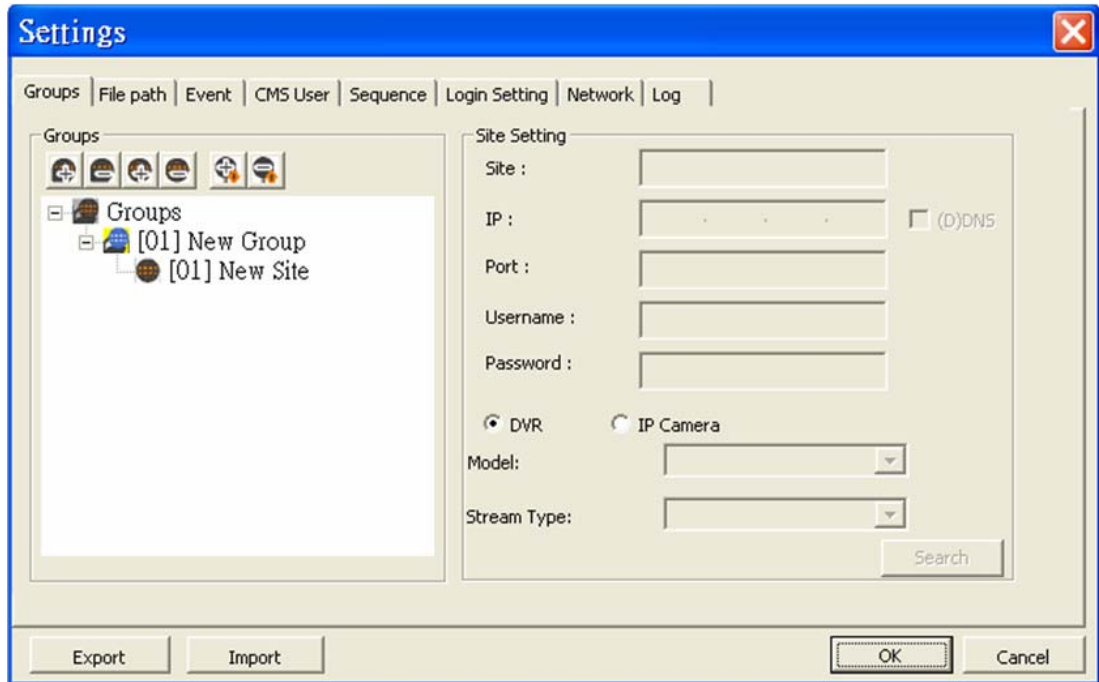 Settings
Groups File path Event CMS User Sequence Login Setting Network Log
Groups
Groups
[01] New Group
[01] New Site
Site Setting
Site :
IP : . . . (D)DNS
Port :
Username :
Password :
DVR IP Camera
Model:
Stream Type:
Search
Export Import OK Cancel